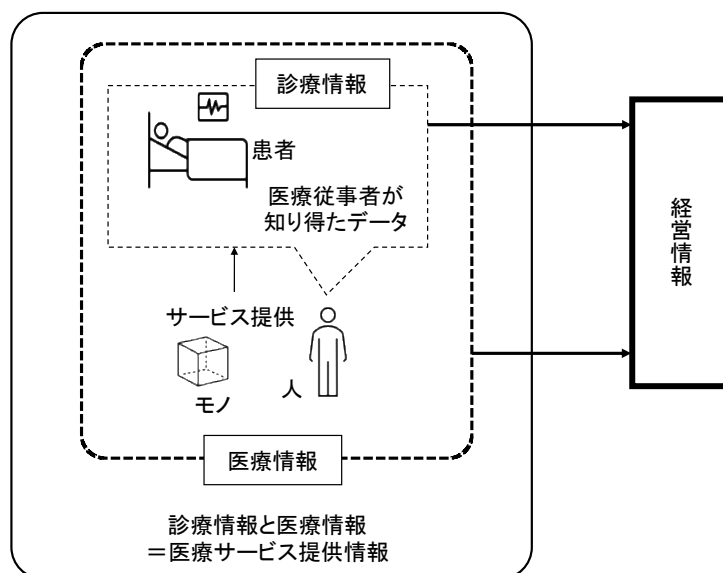 診療情報
患者
医療従事者が
知り得たデータ
サービス提供
モノ
人
医療情報
診療情報と医療情報
＝医療サービス提供情報
経営情報